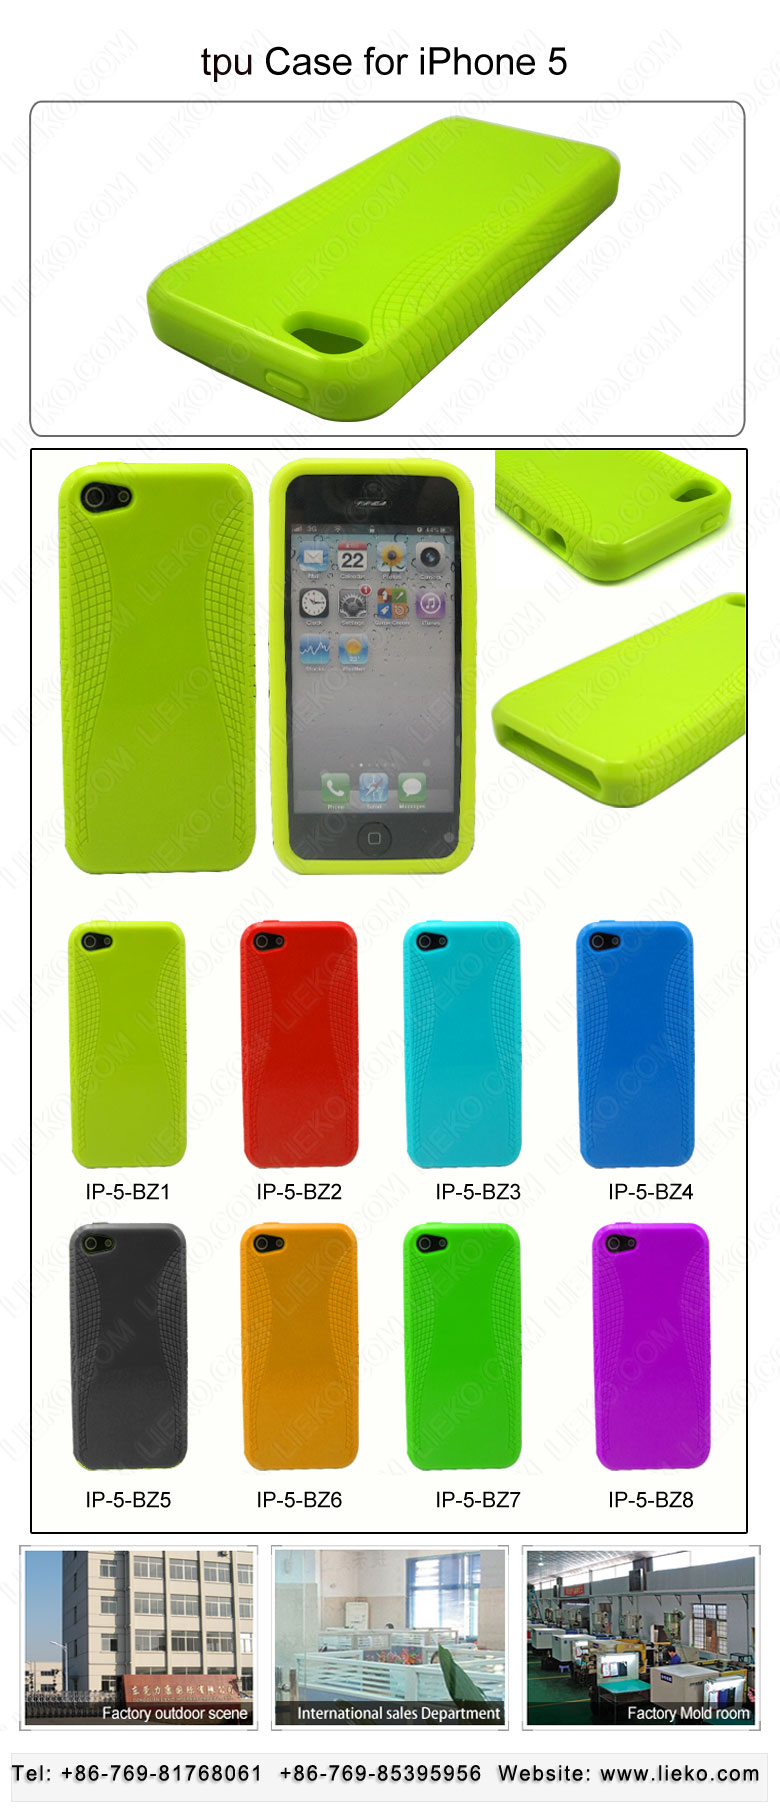 tpu Case for iPhone 5
LIEKO.COM
IP-5-BZ1 IP-5-BZ2 IP-5-BZ3 IP-5-BZ4
IP-5-BZ5 IP-5-BZ6 IP-5-BZ7 IP-5-BZ8
Factory outdoor scene International sales Department Factory Mold room
Tel: +86-769-81768061 +86-769-85395956 Website: www.lieko.com